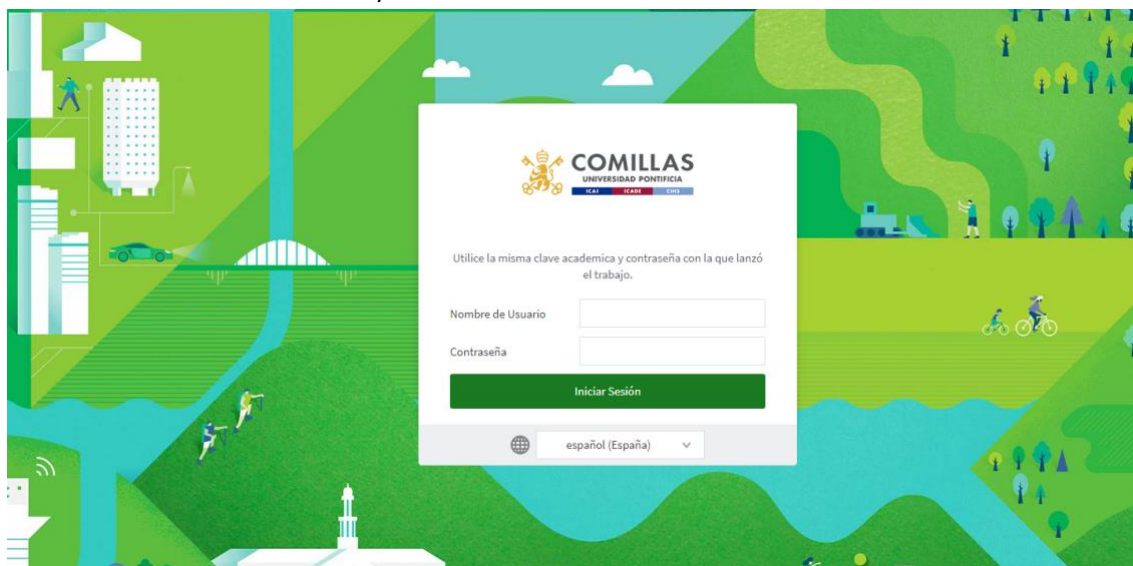 COMILLAS
UNIVERSIDAD PONTIFICIA
ICAI ICADE CIHS
Utilice la misma clave academica y contraseña con la que lanzó
el trabajo.
Nombre de Usuario
Contraseña
Iniciar Sesión
español (España)